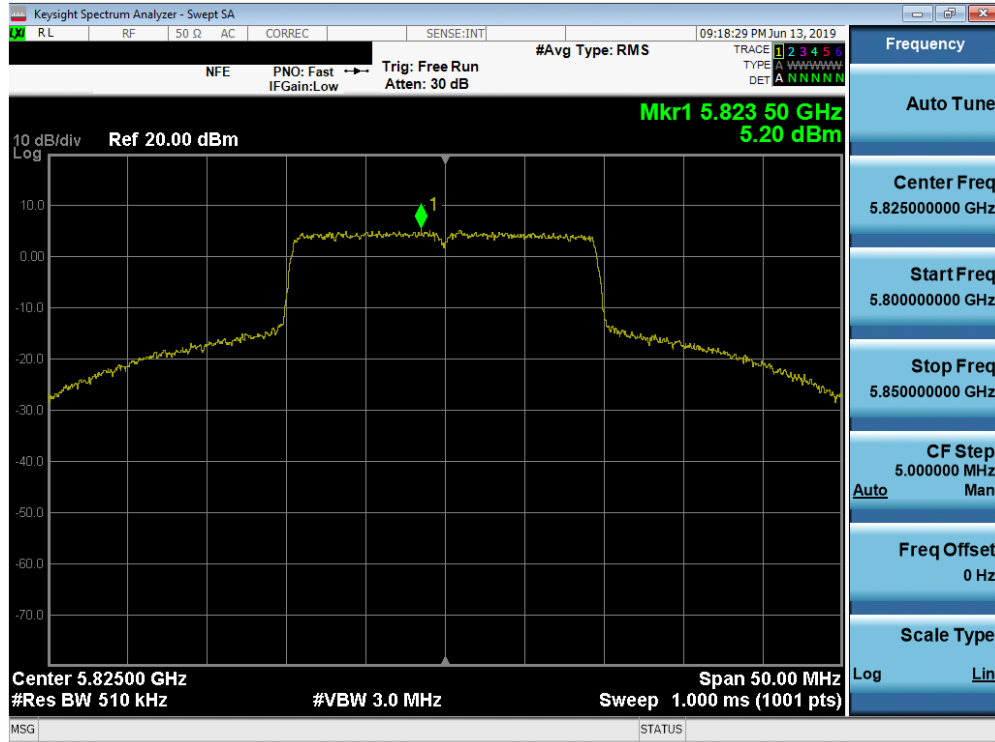 Keysight Spectrum Analyzer - Swept SA
LXI RL RF 50 Ω AC CORREC SENSE:INT 09:18:29 PM Jun 13, 2019
#Avg Type: RMS TRACE 1 2 3 4 5 6
NFE PNO: Fast Trig: Free Run TYPE A WWWWW
IFGain:Low Atten: 30 dB DET A N N N N N
Mkr1 5.823 50 GHz
5.20 dBm
10 dB/div Ref 20.00 dBm
Log
1
10.0
0.00
-10.0
-20.0
-30.0
-40.0
-50.0
-60.0
-70.0
Center 5.82500 GHz Span 50.00 MHz
#Res BW 510 kHz #VBW 3.0 MHz Sweep 1.000 ms (1001 pts)
MSG STATUS
Frequency
Auto Tune
Center Freq
5.825000000 GHz
Start Freq
5.800000000 GHz
Stop Freq
5.850000000 GHz
CF Step
5.000000 MHz
Auto Man
Freq Offset
0 Hz
Scale Type
Log Lin